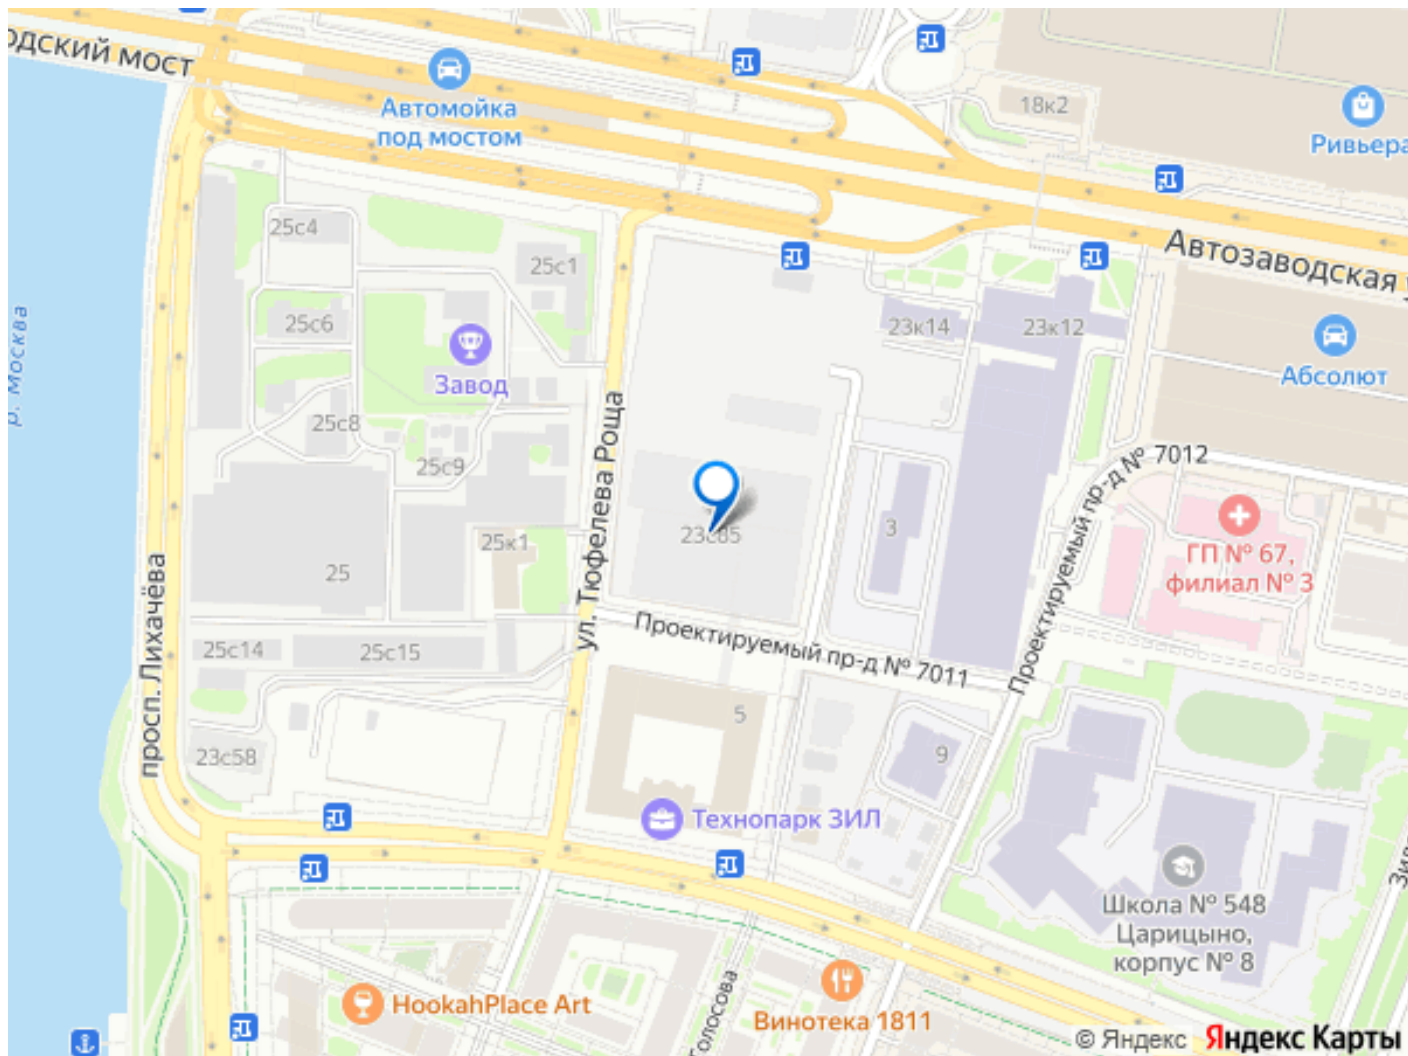 одский мост
Автомойка
под мостом
18к2
Ривьера
Автозаводская у
25с4
25с1
25с6
Завод
23к14
23к12
Абсолют
р. Москва
25с8
25с9
ул. Тюфелева Роща
Проектируемый пр-д № 7012
25к1
23с65
3
ГП № 67,
филиал № 3
25
просп. Лихачёва
25с14
25с15
Проектируемый пр-д № 7011
5
9
23с58
Технопарк ЗИЛ
Школа № 548
Царицыно,
корпус № 8
Зил
HookahPlace Art
Голосова
Винотека 1811
© Яндекс Яндекс Карты